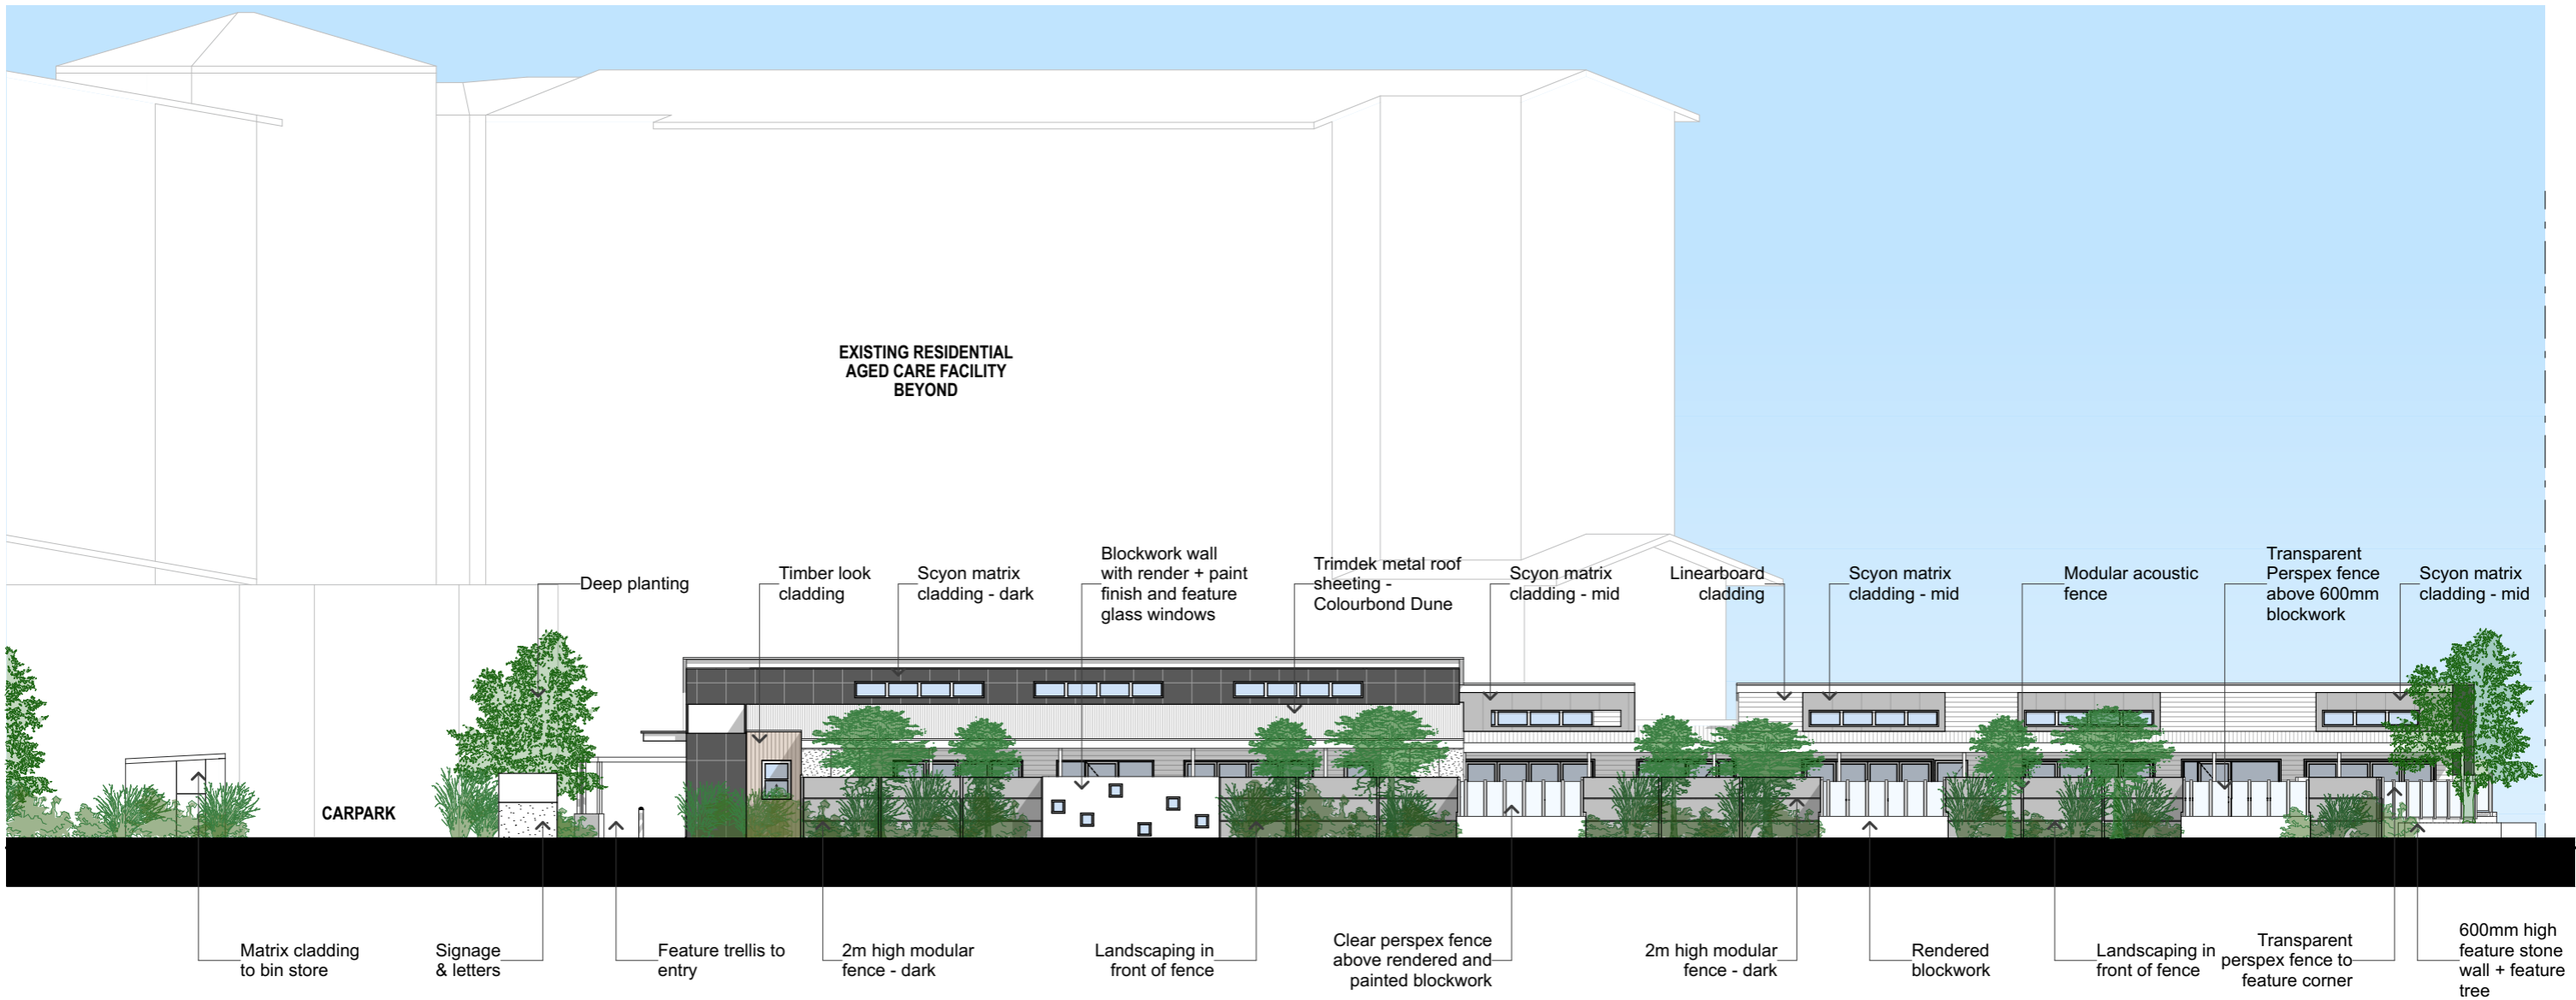 EXISTING RESIDENTIAL
AGED CARE FACILITY
BEYOND
Deep planting
Timber look
cladding
Scyon matrix
cladding - dark
Blockwork wall
with render + paint
finish and feature
glass windows
Trimdek metal roof
sheeting -
Colourbond Dune
Scyon matrix
cladding - mid
Linearboard
cladding
Scyon matrix
cladding - mid
Modular acoustic
fence
Transparent
Perspex fence
above 600mm
blockwork
Scyon matrix
cladding - mid
CARPARK
Matrix cladding
to bin store
Signage
& letters
Feature trellis to
entry
2m high modular
fence - dark
Landscaping in
front of fence
Clear perspex fence
above rendered and
painted blockwork
2m high modular
fence - dark
Rendered
blockwork
Landscaping in
front of fence
Transparent
perspex fence to
feature corner
600mm high
feature stone
wall + feature
tree